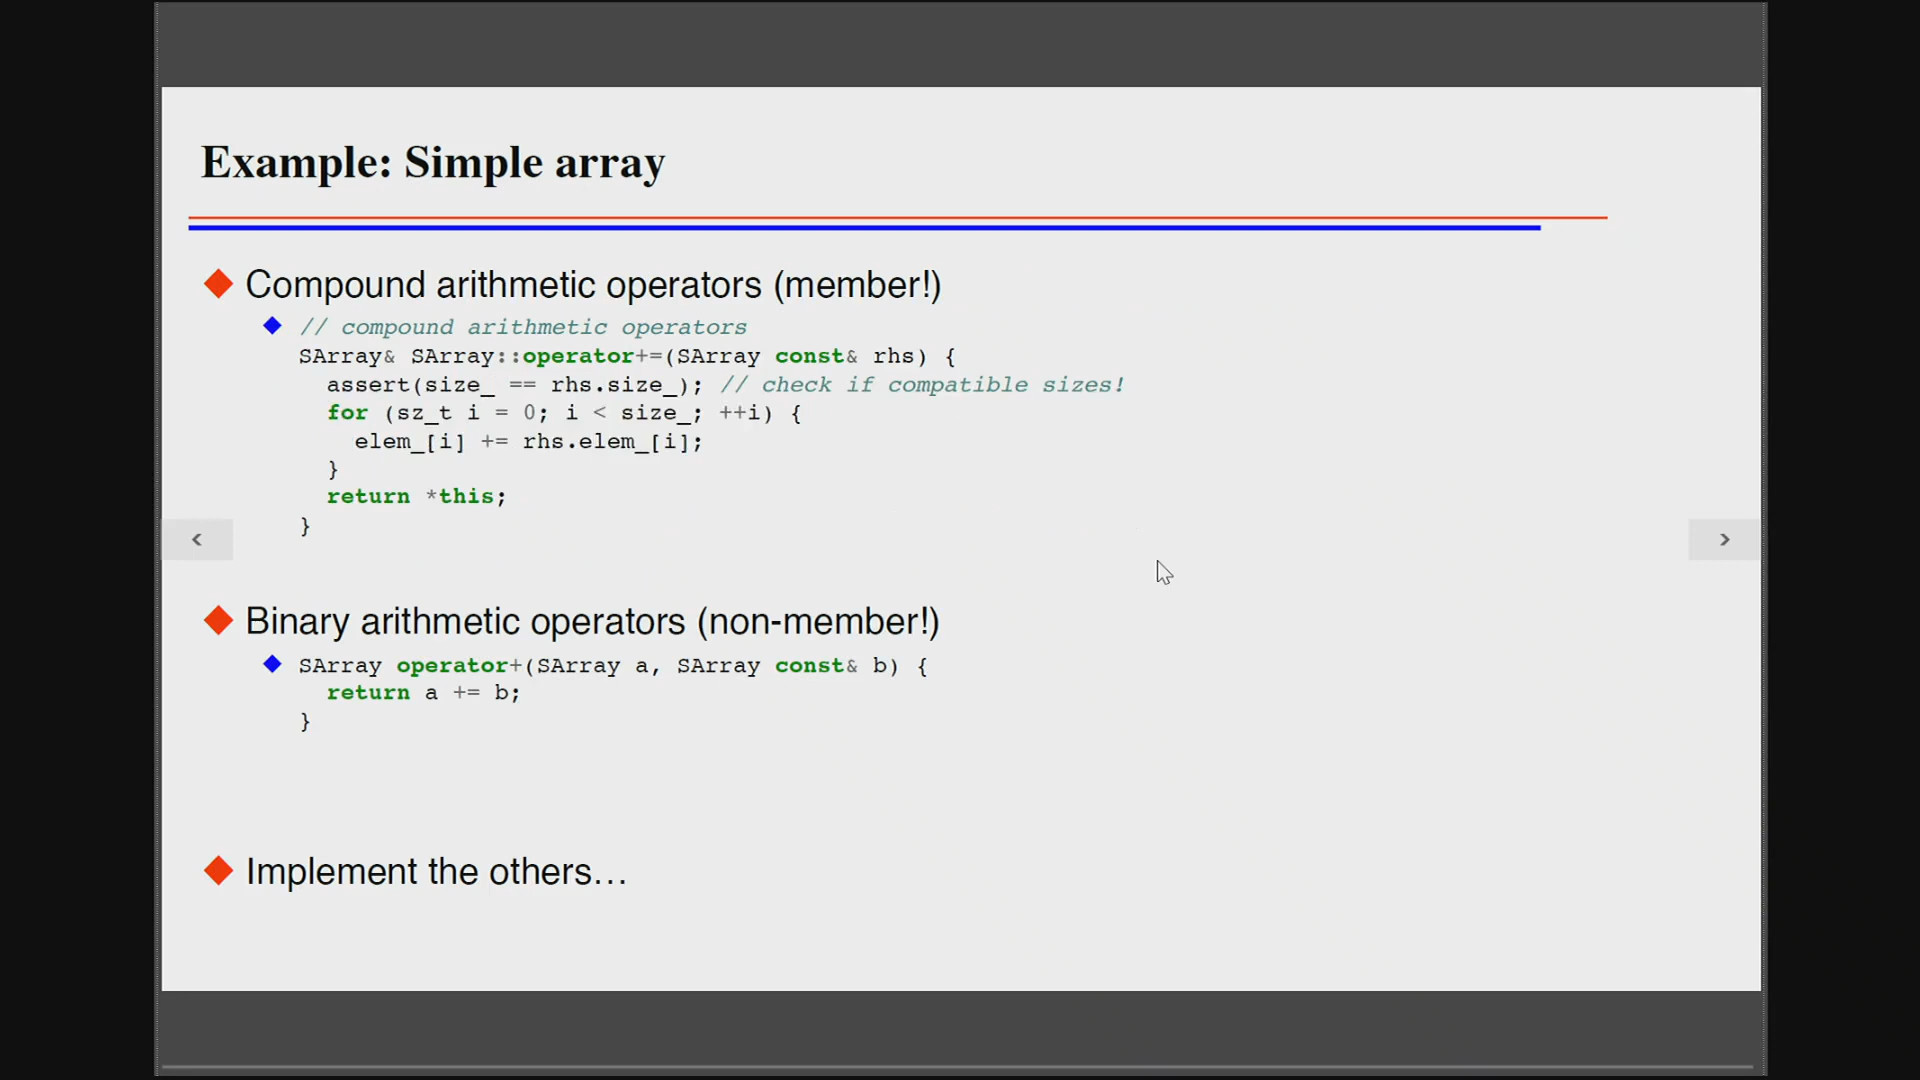 Example: Simple array
Compound arithmetic operators (member!)
// compound arithmetic operators
SArray& SArray::operator+=(SArray const& rhs) {
assert(size_ == rhs.size_); // check if compatible sizes!
for (sz_t i = 0; i < size_; ++i) {
elem_[i] += rhs.elem_[i];
}
return *this;
}
Binary arithmetic operators (non-member!)
SArray operator+(SArray a, SArray const& b) {
return a += b;
}
Implement the others…